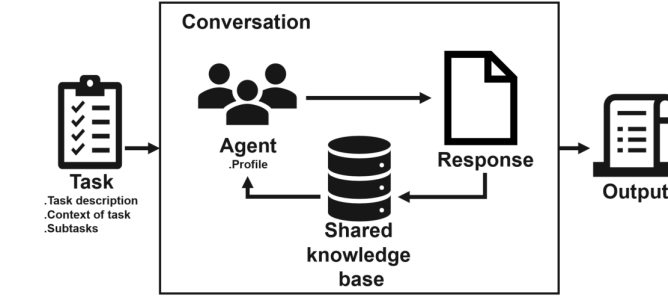 Conversation
Agent
.Profile
Response
Task
.Task description
.Context of task
.Subtasks
Shared
knowledge
base
Output